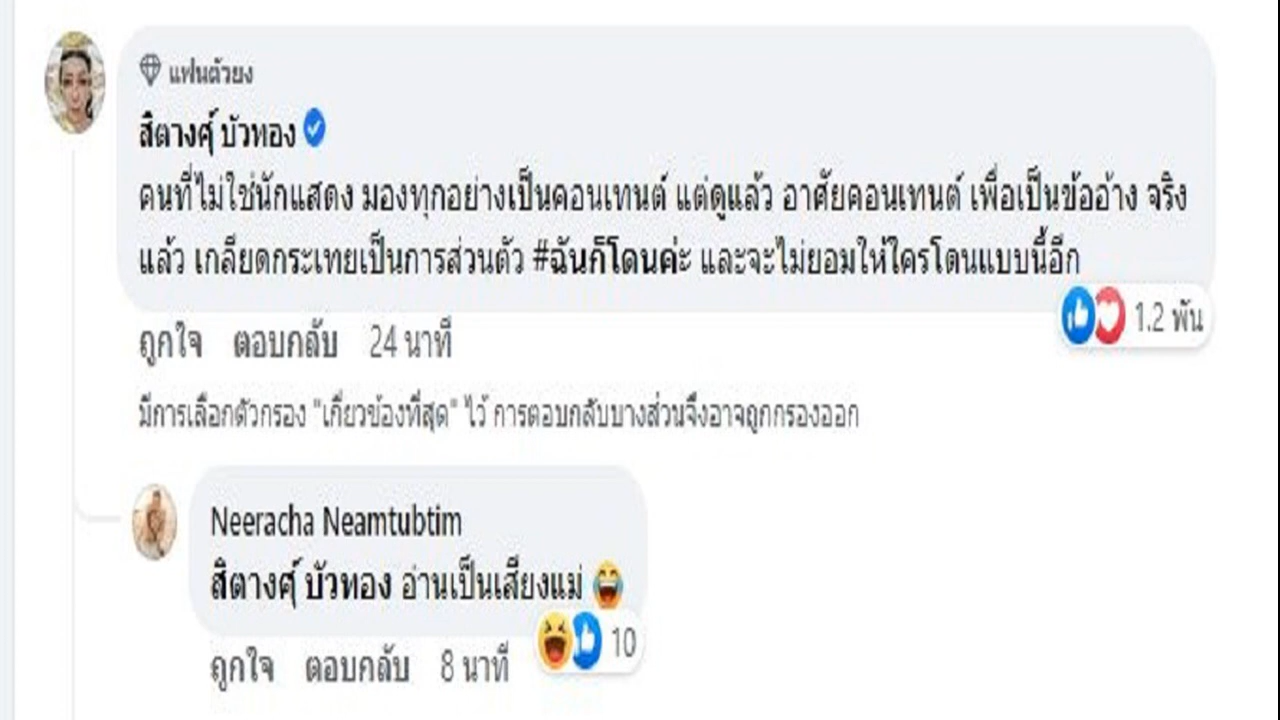 แฟนตัวยง
สิตางศุ์ บัวทอง
คนที่ไม่ใช่นักแสดง มองทุกอย่างเป็นคอนเทนต์ แต่ดูแล้ว อาศัยคอนเทนต์ เพื่อเป็นข้ออ้าง จริง
แล้ว เกลียดกระเทยเป็นการส่วนตัว #ฉันก็โดนค่ะ และจะไม่ยอมให้ใครโดนแบบนี้อีก
1.2 พัน
ถูกใจ ตอบกลับ 24 นาที
มีการเลือกตัวกรอง "เกี่ยวข้องที่สุด" ไว้ การตอบกลับบางส่วนจึงอาจถูกกรองออก
Neeracha Neamtubtim
สิตางศุ์ บัวทอง อ่านเป็นเสียงแม่ 😂
10
ถูกใจ ตอบกลับ 8 นาที